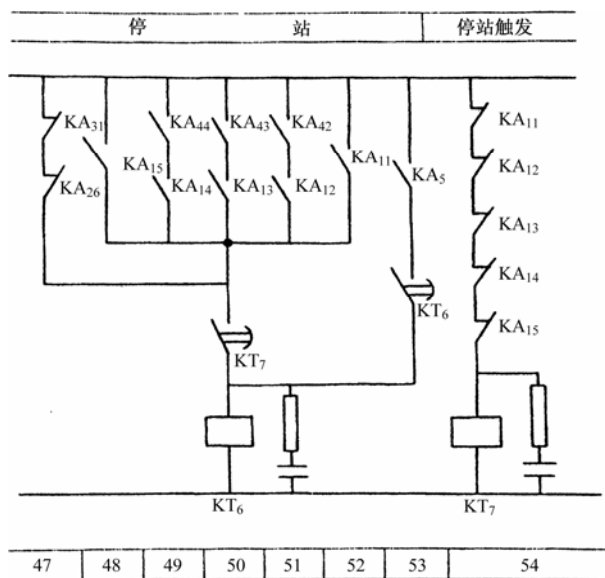 停 站 停站触发
KA31 KA44 KA43 KA42 KA11
KA15 KA11 KA12
KA26 KA14 KA13 KA12 KA5
KA13
KA14
KT6
KA15
KT7
KT6 KT7
47 48 49 50 51 52 53 54